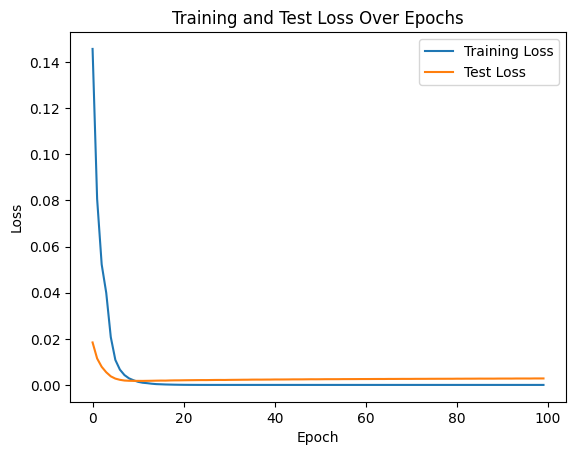 Training and Test Loss Over Epochs
Training Loss
Test Loss
0.14
0.12
0.10
0.08
0.06
0.04
0.02
0.00
Loss
0 20 40 60 80 100
Epoch